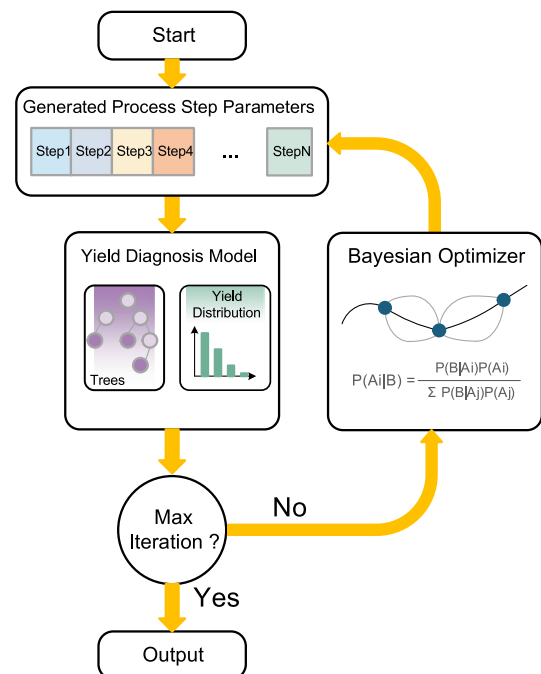 Start
Generated Process Step Parameters
Step1 Step2 Step3 Step4 ... StepN
Yield Diagnosis Model
Trees
Yield
Distribution
Bayesian Optimizer
P(Ai|B) = P(B|Ai)P(Ai)
Σ P(B|Aj)P(Aj)
Max
Iteration ?
No
Yes
Output